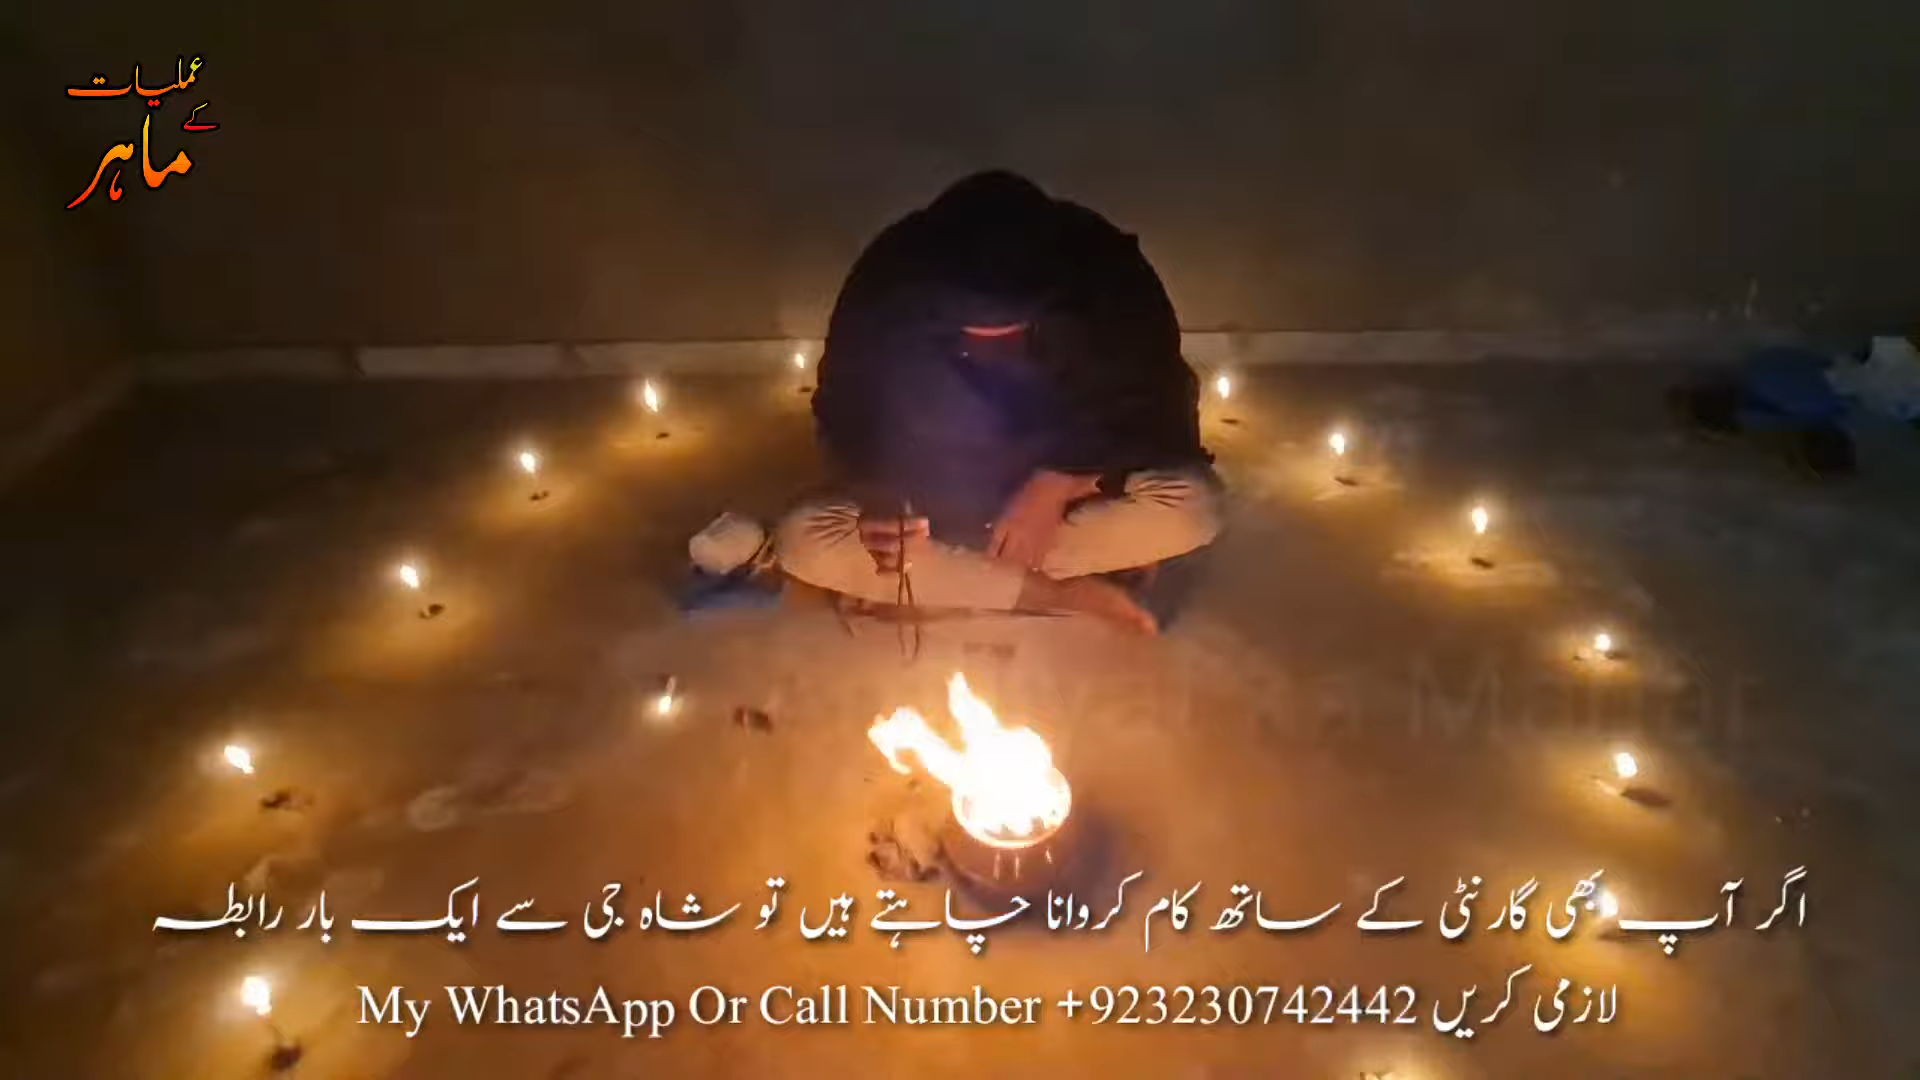 عملیات
کے
ماہر
اگر آپ بھی گارنٹی کے ساتھ کام کروانا چاہتے ہیں تو شاہ جی سے ایک بار رابطہ
لازمی کریں My WhatsApp Or Call Number +923230742442